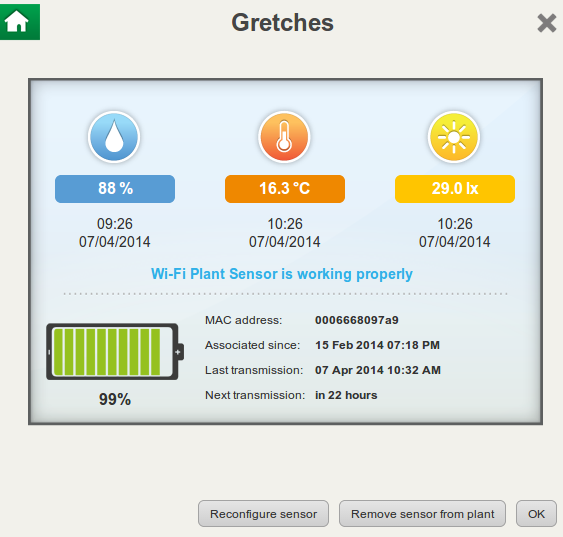 Gretches
88 %
16.3 °C
29.0 lx
09:26
07/04/2014
10:26
07/04/2014
10:26
07/04/2014
Wi-Fi Plant Sensor is working properly
MAC address: 0006668097a9
Associated since: 15 Feb 2014 07:18 PM
Last transmission: 07 Apr 2014 10:32 AM
Next transmission: in 22 hours
99%
Reconfigure sensor
Remove sensor from plant
OK